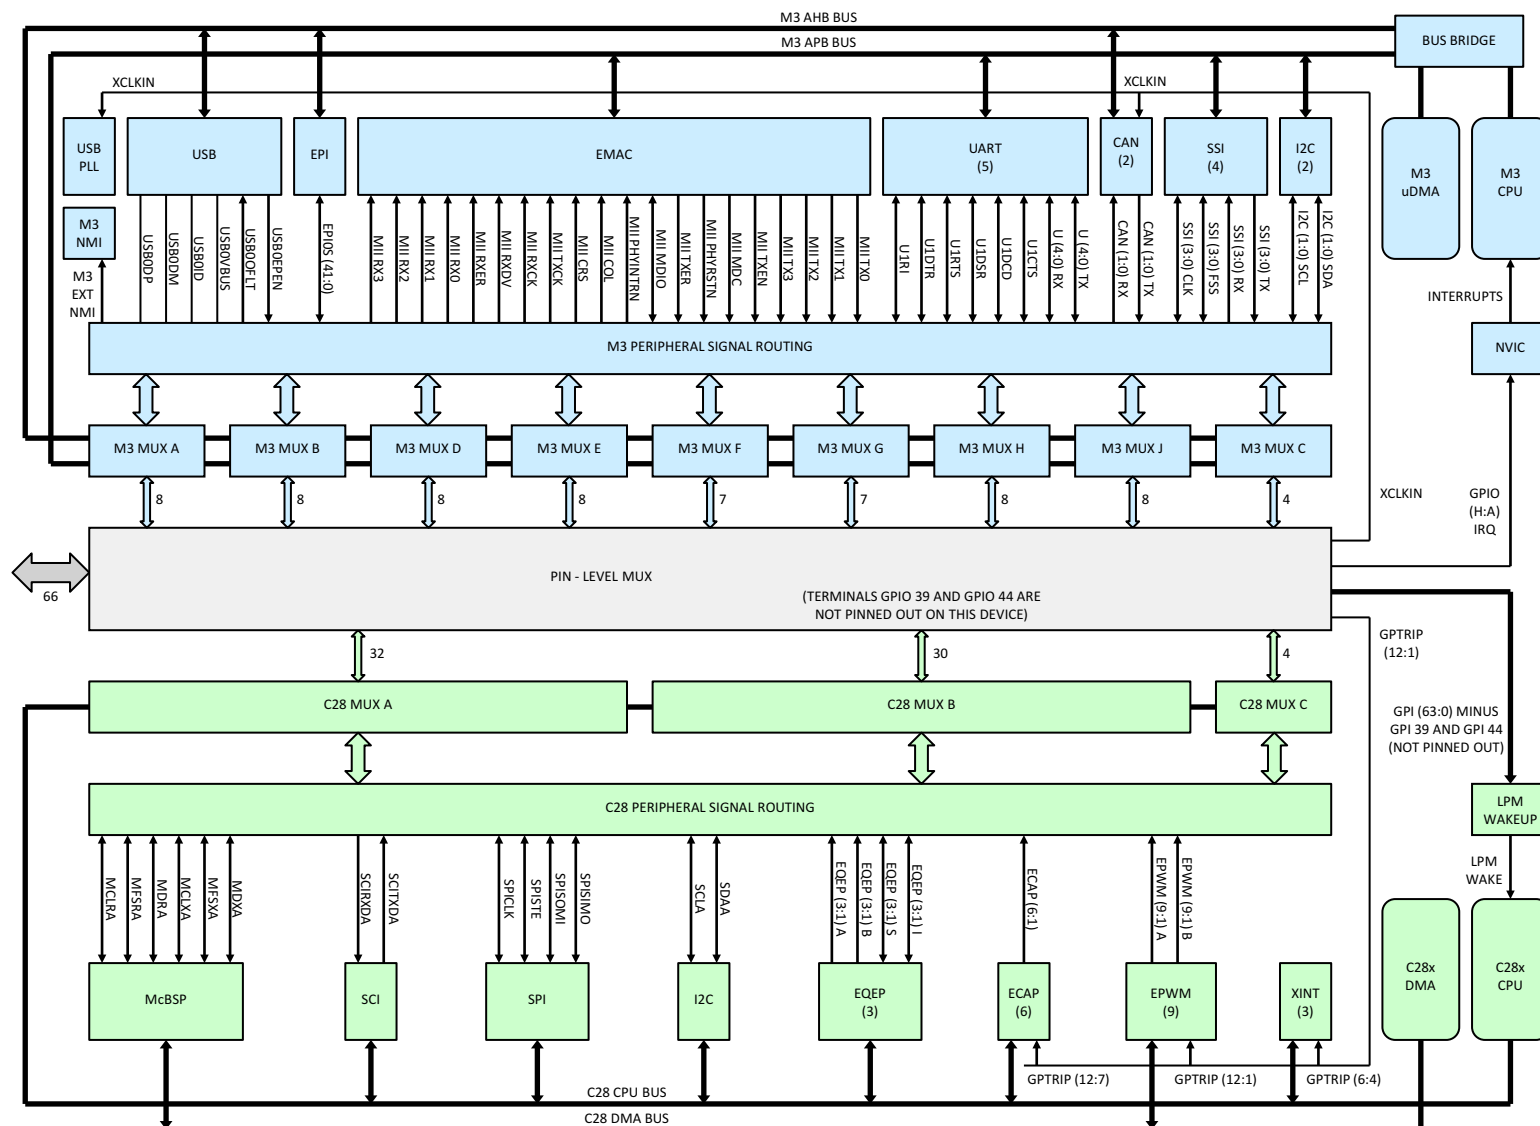 M3 AHB BUS
M3 APB BUS
BUS BRIDGE
XCLKIN
XCLKIN
USB
PLL
USB
EPI
EMAC
UART
(5)
CAN
(2)
SSI
(4)
I2C
(2)
M3
uDMA
M3
CPU
M3
NMI
M3
EXT
NMI
USB0DP
USB0DM
USB0ID
USB0VBUS
USB0OFLT
USB0EPEN
EPI0S (41:0)
MII RX3
MII RX2
MII RX1
MII RX0
MII RXER
MII RXDV
MII RXCK
MII TXCK
MII CRS
MII COL
MII PHYINTRN
MII MDIO
MII TXER
MII PHYRSTN
MII MDC
MII TXEN
MII TX3
MII TX2
MII TX1
MII TX0
U1RI
U1DTR
U1RTS
U1DSR
U1DCD
U1CTS
U (4:0) RX
U (4:0) TX
CAN (1:0) RX
CAN (1:0) TX
SSI (3:0) CLK
SSI (3:0) FSS
SSI (3:0) RX
SSI (3:0) TX
I2C (1:0) SCL
I2C (1:0) SDA
INTERRUPTS
M3 PERIPHERAL SIGNAL ROUTING
NVIC
M3 MUX A
M3 MUX B
M3 MUX D
M3 MUX E
M3 MUX F
M3 MUX G
M3 MUX H
M3 MUX J
M3 MUX C
8
8
8
8
7
7
8
8
4
XCLKIN
GPIO
(H:A)
IRQ
PIN - LEVEL MUX
66
(TERMINALS GPIO 39 AND GPIO 44 ARE
NOT PINNED OUT ON THIS DEVICE)
32
30
4
GPTRIP
(12:1)
C28 MUX A
C28 MUX B
C28 MUX C
GPI (63:0) MINUS
GPI 39 AND GPI 44
(NOT PINNED OUT)
C28 PERIPHERAL SIGNAL ROUTING
LPM
WAKEUP
LPM
WAKE
MCLRA
MFSRA
MDRA
MCLXA
MFSXA
MDXA
SCIRXDA
SCITXDA
SPICLK
SPISTE
SPISOMI
SPISIMO
SCLA
SDAA
EQEP (3:1) A
EQEP (3:1) B
EQEP (3:1) S
EQEP (3:1) I
ECAP (6:1)
EPWM (9:1) A
EPWM (9:1) B
McBSP
SCI
SPI
I2C
EQEP
(3)
ECAP
(6)
EPWM
(9)
XINT
(3)
C28x
DMA
C28x
CPU
GPTRIP (12:7)
GPTRIP (12:1)
GPTRIP (6:4)
C28 CPU BUS
C28 DMA BUS